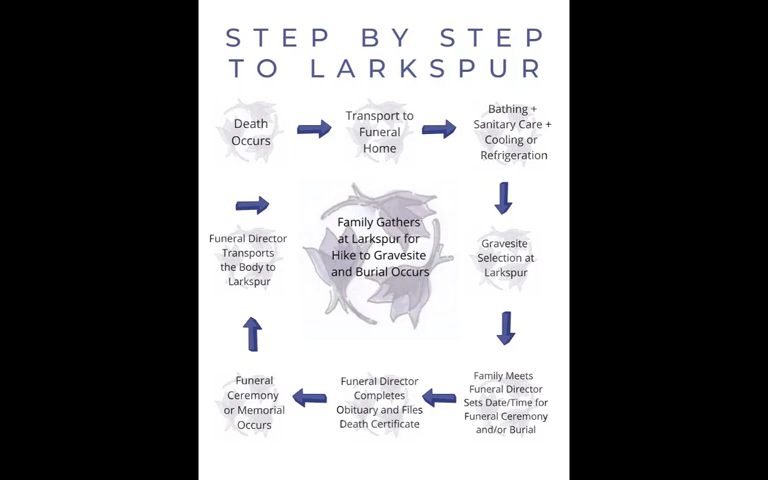 STEP BY STEP
TO LARKSPUR
Death
Occurs
Transport to
Funeral
Home
Bathing +
Sanitary Care +
Cooling or
Refrigeration
Gravesite
Selection at
Larkspur
Family Meets
Funeral Director
Sets Date/Time for
Funeral Ceremony
and/or Burial
Funeral Director
Completes
Obituary and Files
Death Certificate
Funeral
Ceremony
or Memorial
Occurs
Funeral Director
Transports
the Body to
Larkspur
Family Gathers
at Larkspur for
Hike to Gravesite
and Burial Occurs